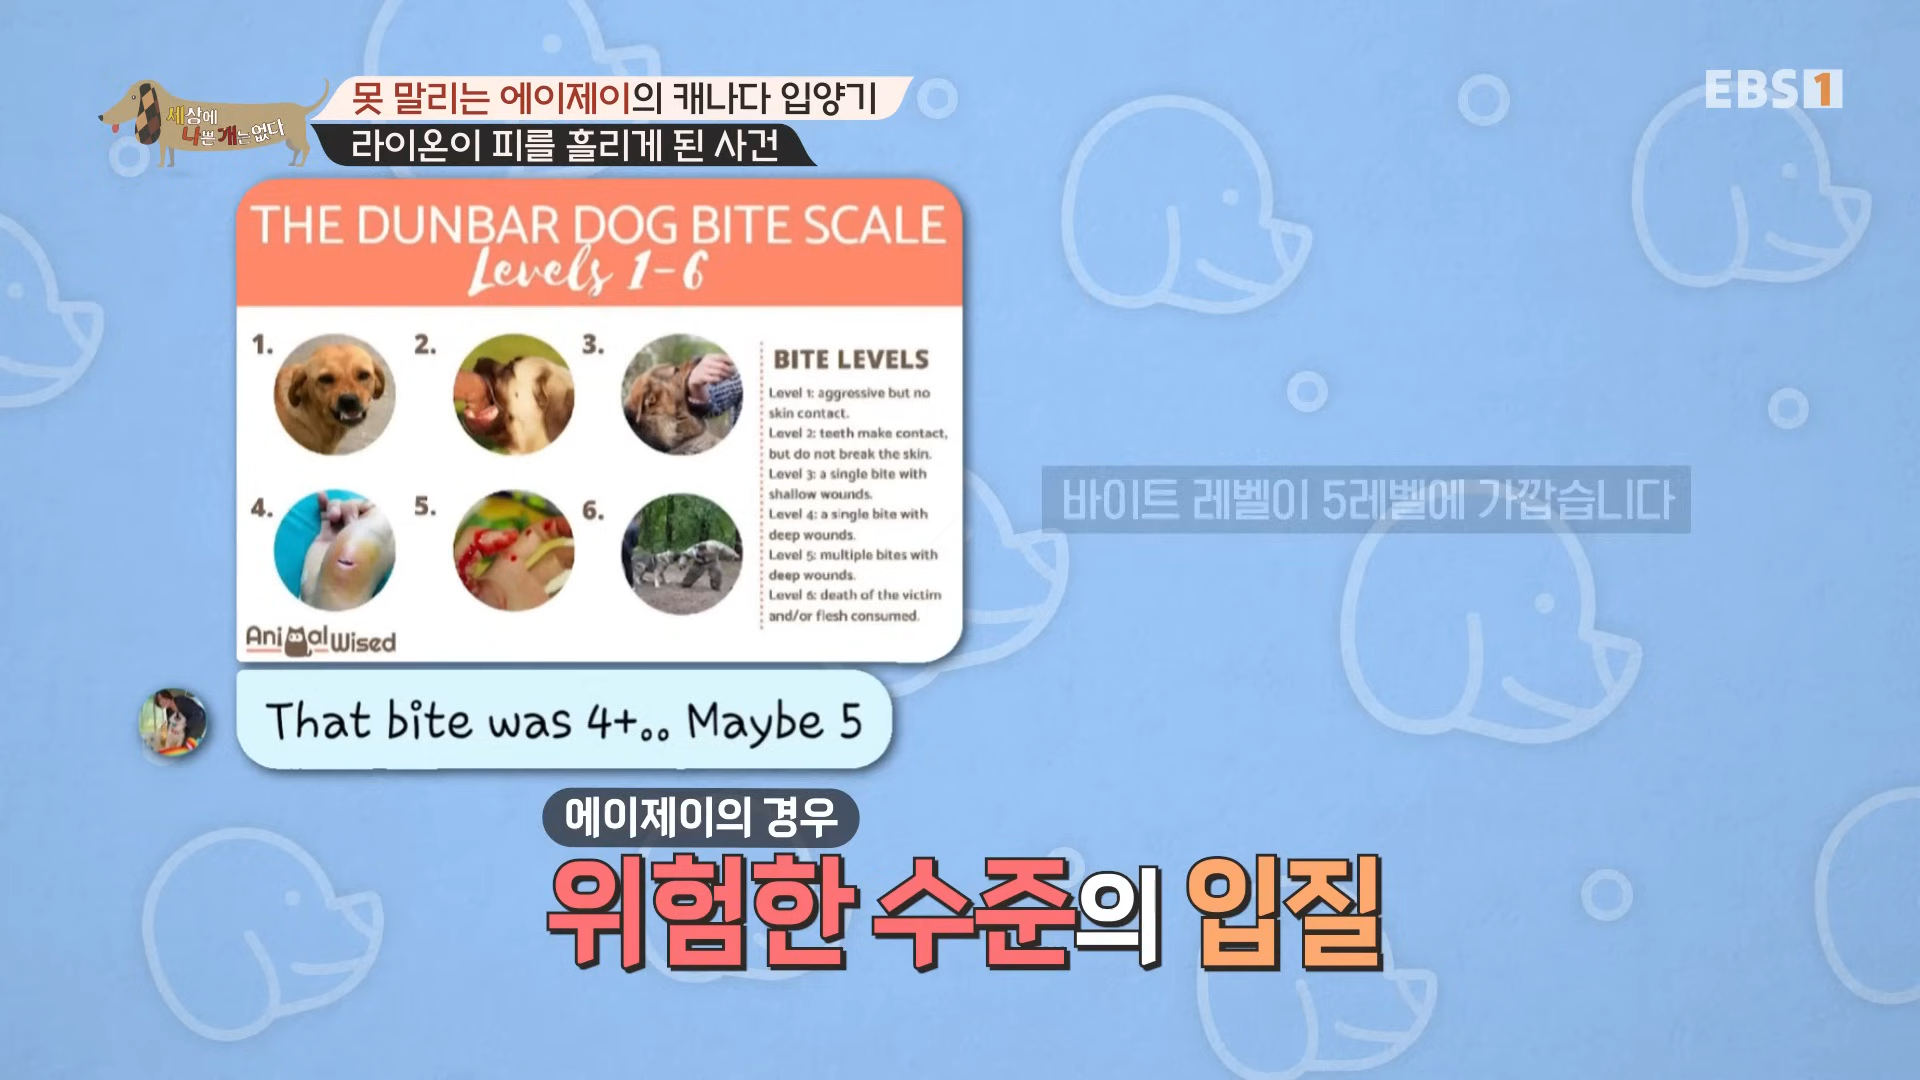 못 말리는 에이제이의 캐나다 입양기
EBS1
세상에
나쁜 개는 없다
라이온이 피를 흘리게 된 사건
THE DUNBAR DOG BITE SCALE
Levels 1-6
1.
2.
3.
4.
5.
6.
BITE LEVELS
Level 1: aggressive but no
skin contact.
Level 2: teeth make contact,
but do not break the skin.
Level 3: a single bite with
shallow wounds.
Level 4: a single bite with
deep wounds.
Level 5: multiple bites with
deep wounds.
Level 6: death of the victim
and/or flesh consumed.
AnimalWised
바이트 레벨이 5레벨에 가깝습니다
That bite was 4+.. Maybe 5
에이제이의 경우
위험한 수준의 입질